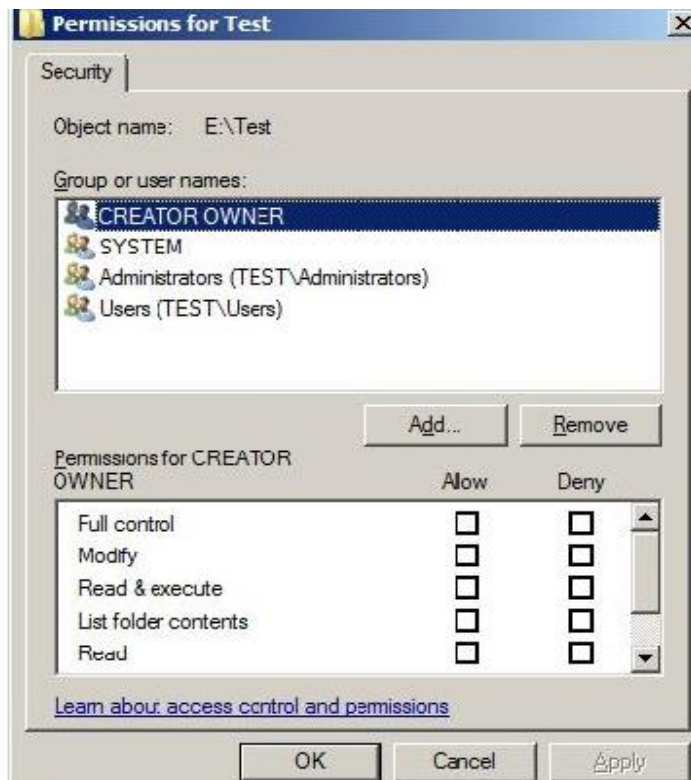 Permissions for Test
Security
Object name: E:\Test
Group or user names:
CREATOR OWNER
SYSTEM
Administrators (TEST\Administrators)
Users (TEST\Users)
Add... Remove
Permissions for CREATOR
OWNER Allow Deny
Full control
Modify
Read & execute
List folder contents
Read
Learn about access control and permissions
OK Cancel Apply